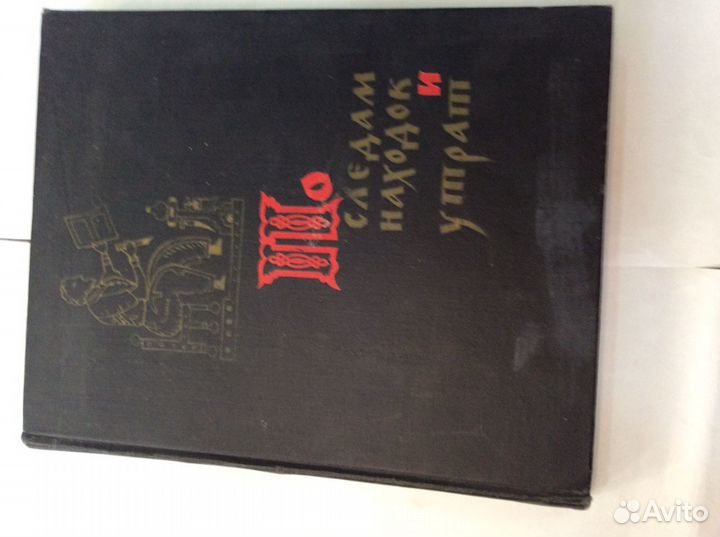 По
следам
находок
и
утрат
Avito